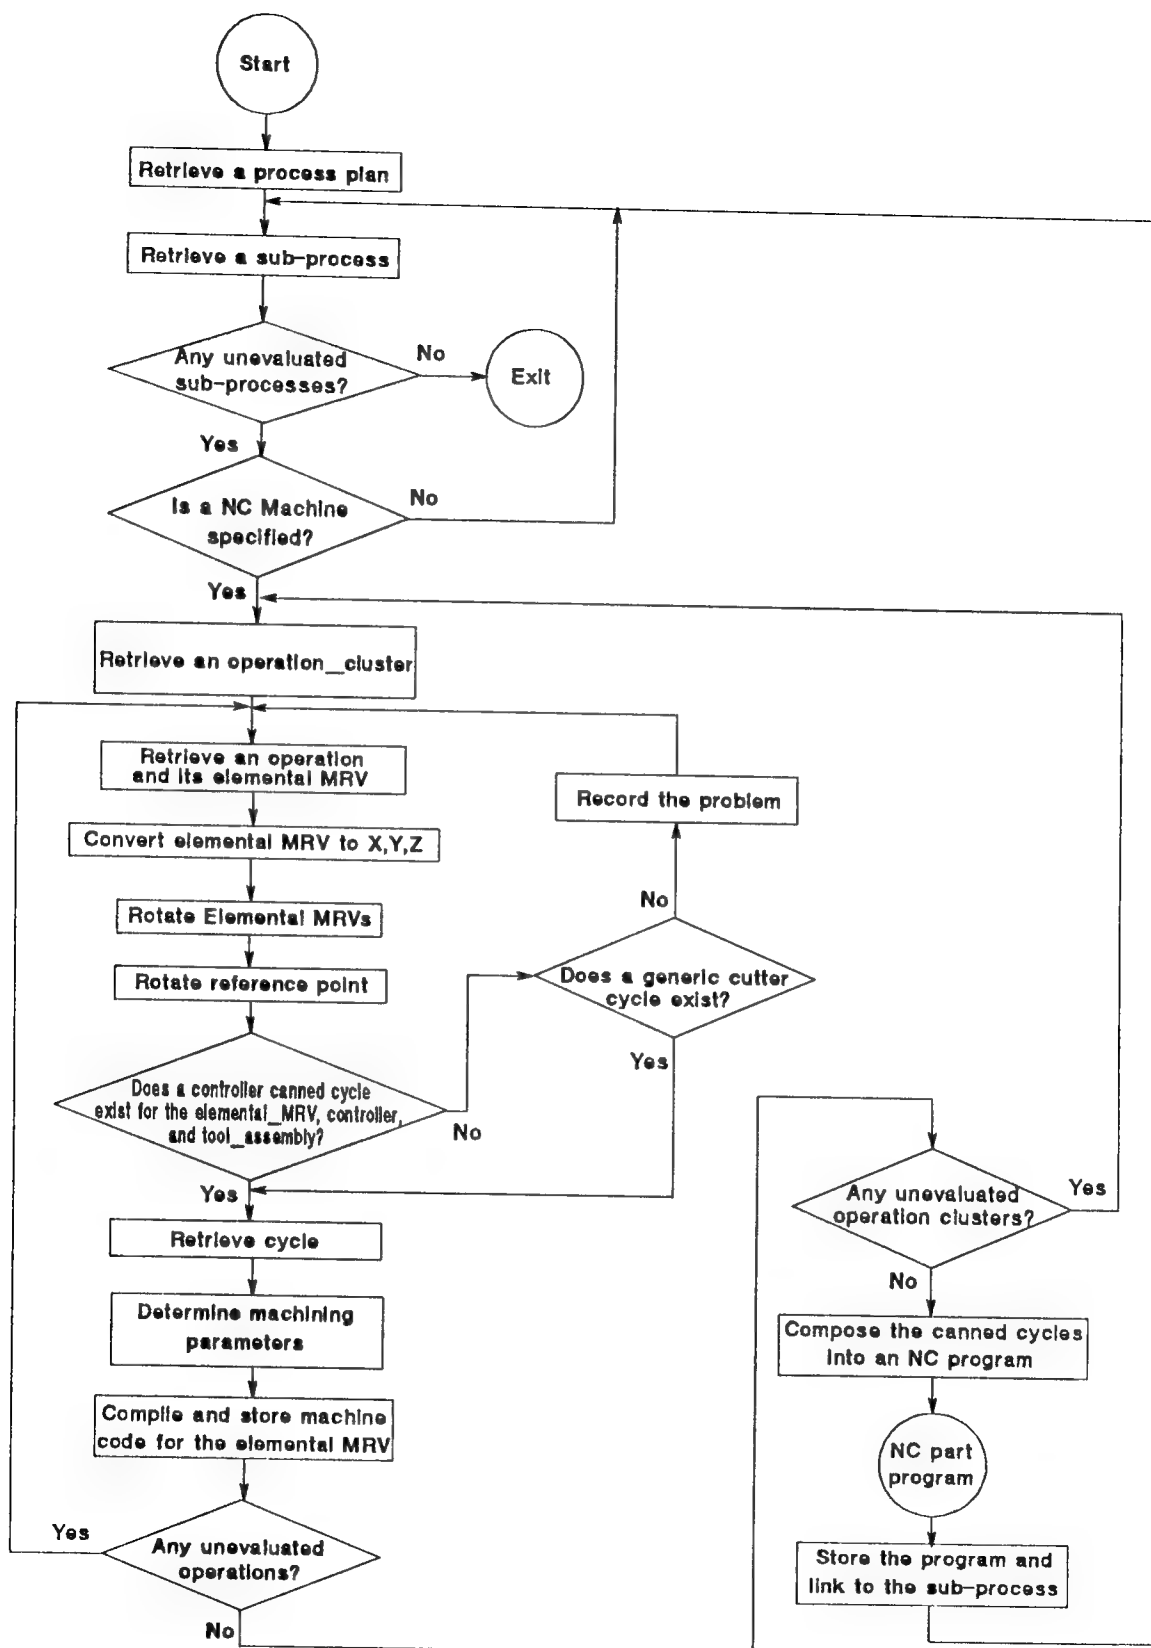 Start
Retrieve a process plan
Retrieve a sub-process
Any unevaluated
sub-processes?
No
Exit
Yes
Is a NC Machine
specified?
No
Yes
Retrieve an operation_cluster
Retrieve an operation
and its elemental MRV
Record the problem
Convert elemental MRV to X,Y,Z
No
Rotate Elemental MRVs
Does a generic cutter
cycle exist?
Rotate reference point
Yes
Does a controller canned cycle
exist for the elemental_MRV, controller,
and tool_assembly?
No
Yes
Any unevaluated
operation clusters?
Yes
Retrieve cycle
No
Determine machining
parameters
Compose the canned cycles
into an NC program
Compile and store machine
code for the elemental MRV
NC part
program
Yes
Any unevaluated
operations?
Store the program and
link to the sub-process
No